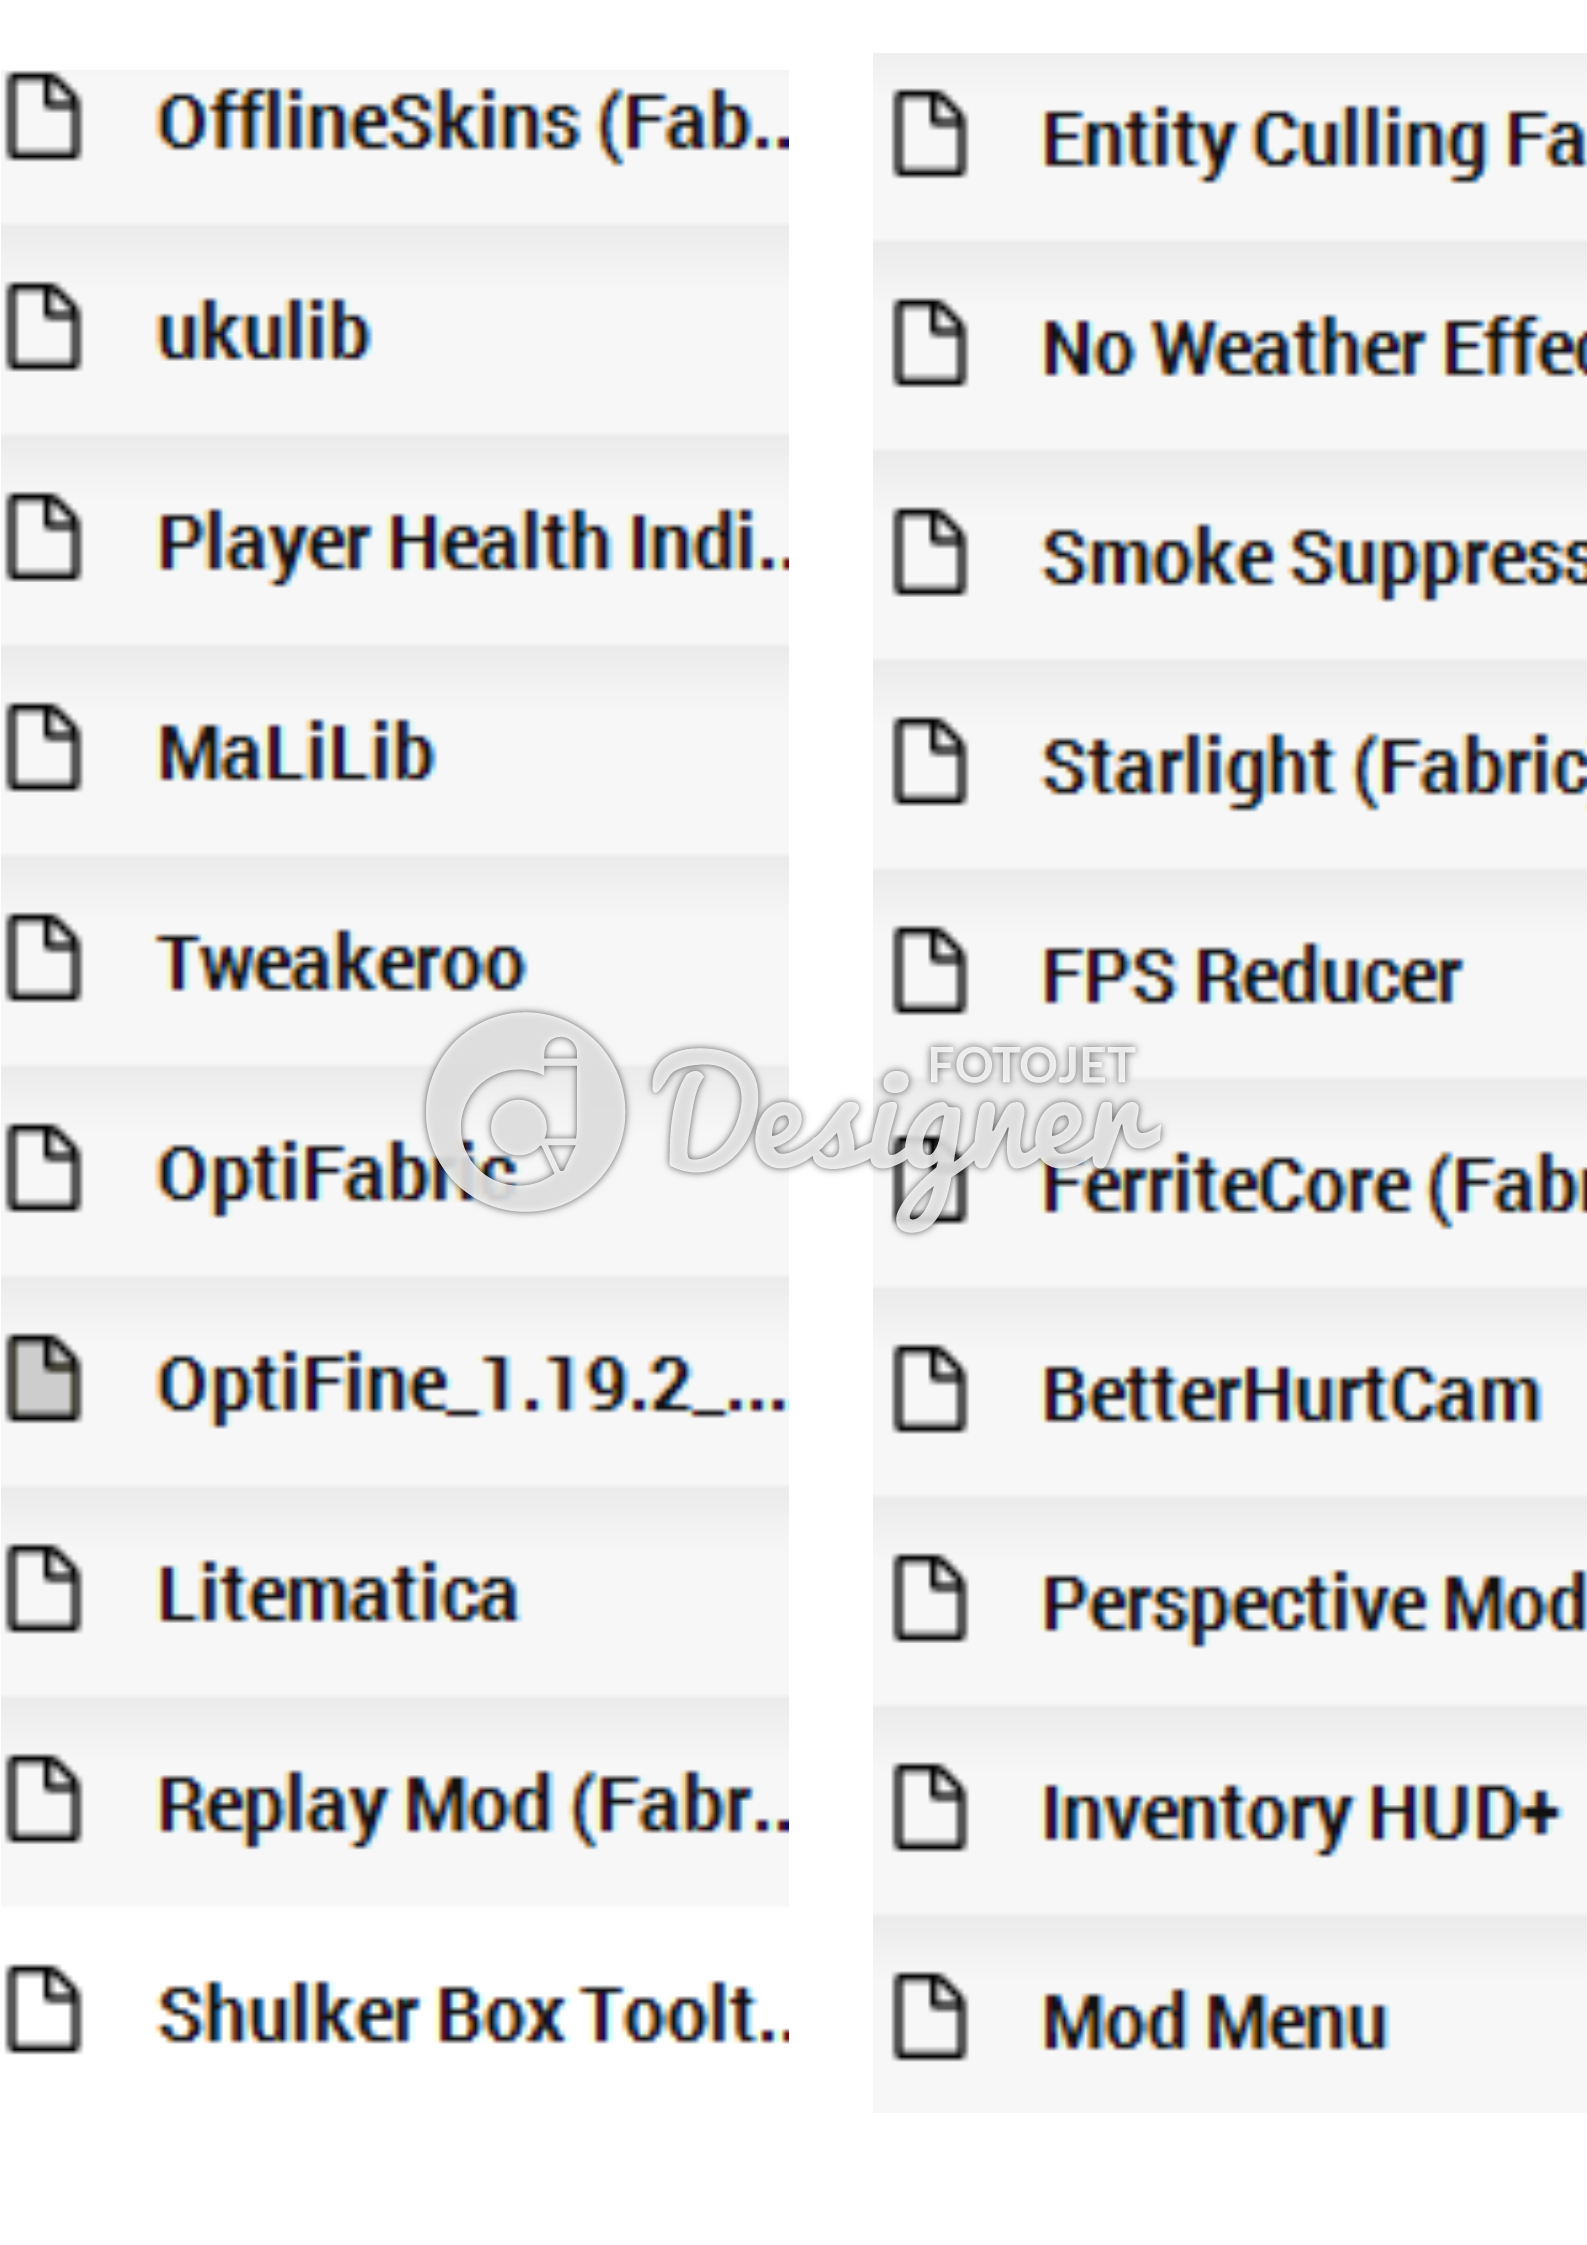 OfflineSkins (Fab..
ukulib
Player Health Indi..
MaLiLib
Tweakeroo
OptiFabric
OptiFine_1.19.2_...
Litematica
Replay Mod (Fabr..
Shulker Box Toolt..
Entity Culling Fa
No Weather Effec
Smoke Suppress
Starlight (Fabric
FPS Reducer
FerriteCore (Fabr
BetterHurtCam
Perspective Mod
Inventory HUD+
Mod Menu
FOTOJET
Designer